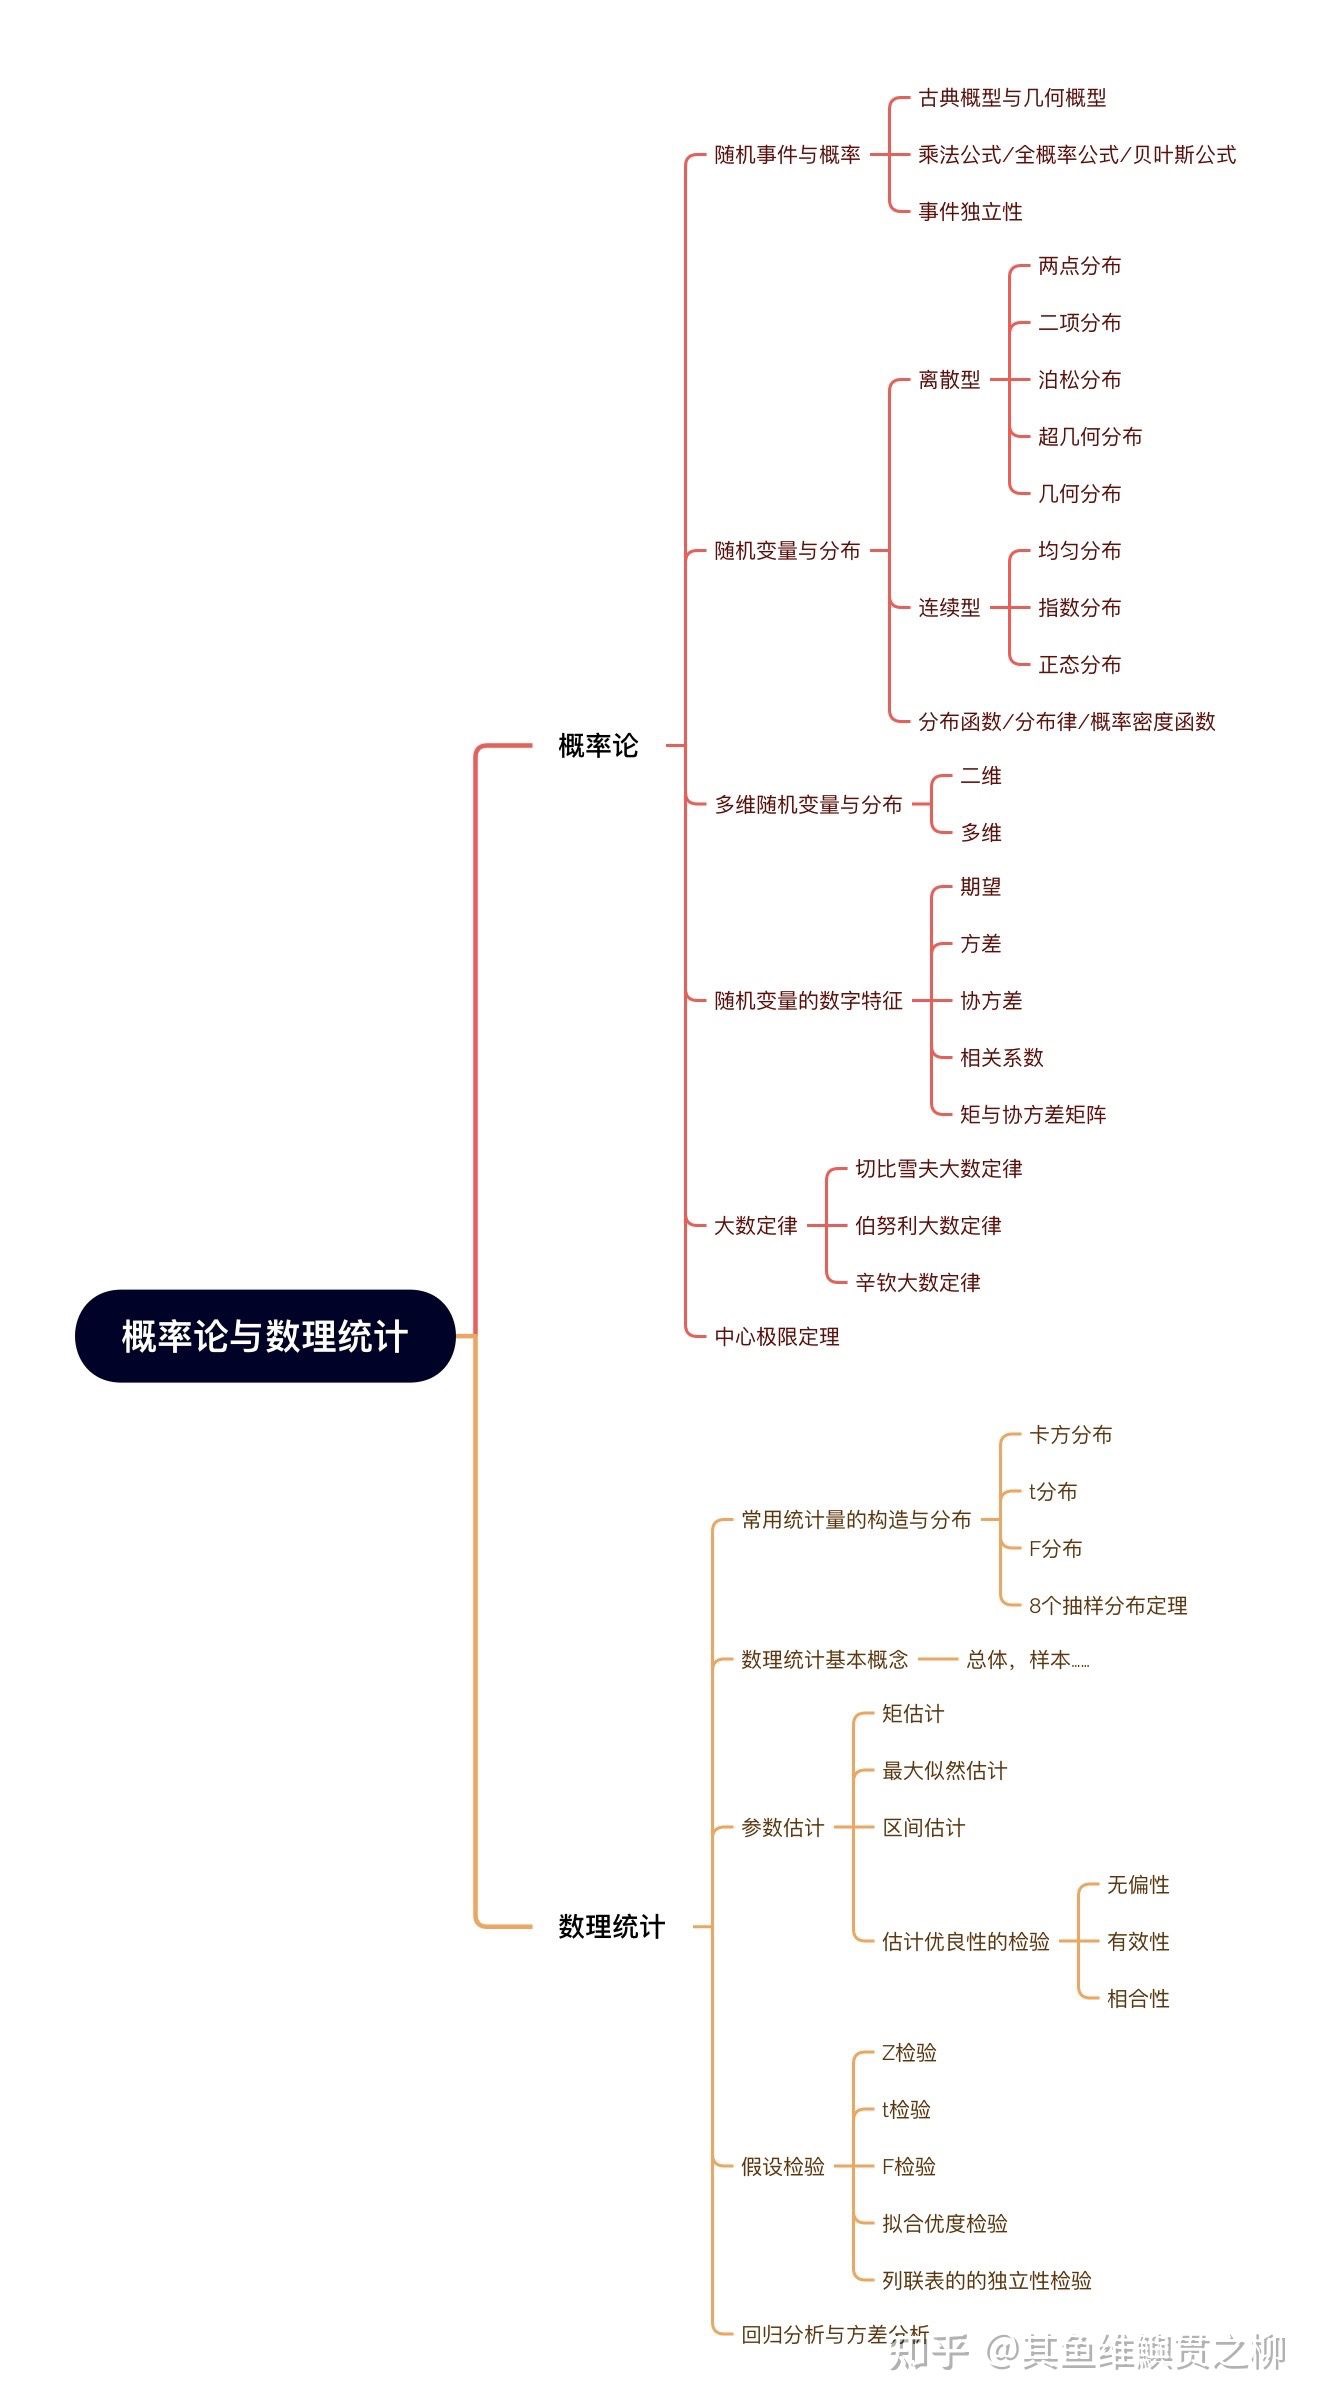 古典概型与几何概型
随机事件与概率
乘法公式/全概率公式/贝叶斯公式
事件独立性
两点分布
二项分布
离散型
泊松分布
超几何分布
几何分布
随机变量与分布
均匀分布
连续型
指数分布
正态分布
分布函数/分布律/概率密度函数
概率论
二维
多维随机变量与分布
多维
期望
方差
随机变量的数字特征
协方差
相关系数
矩与协方差矩阵
切比雪夫大数定律
大数定律
伯努利大数定律
辛钦大数定律
中心极限定理
概率论与数理统计
卡方分布
t分布
常用统计量的构造与分布
F分布
8个抽样分布定理
数理统计基本概念
总体，样本……
矩估计
最大似然估计
参数估计
区间估计
无偏性
估计优良性的检验
有效性
相合性
数理统计
Z检验
t检验
假设检验
F检验
拟合优度检验
列联表的的独立性检验
回归分析与方差分析
知乎 @其鱼维鱮贯之柳